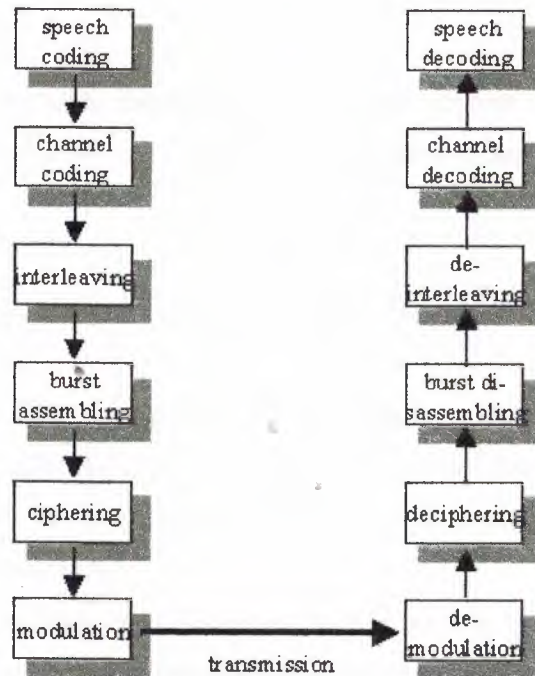 speech
coding
channel
coding
interleaving
burst
assembling
ciphering
modulation
transmission
speech
decoding
channel
decoding
de-
interleaving
burst di-
sassembling
deciphering
de-
modulation